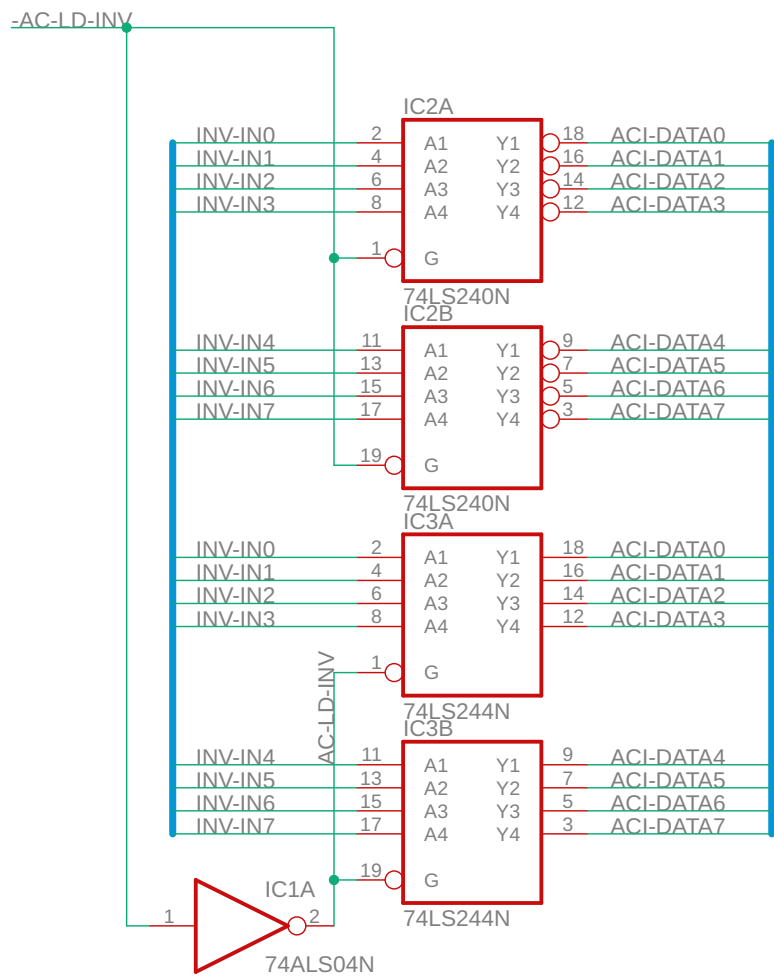 -AC-LD-INV
IC2A
INV-IN0 2 A1 Y1 18 ACI-DATA0
INV-IN1 4 A2 Y2 16 ACI-DATA1
INV-IN2 6 A3 Y3 14 ACI-DATA2
INV-IN3 8 A4 Y4 12 ACI-DATA3
1 G
74LS240N
IC2B
INV-IN4 11 A1 Y1 9 ACI-DATA4
INV-IN5 13 A2 Y2 7 ACI-DATA5
INV-IN6 15 A3 Y3 5 ACI-DATA6
INV-IN7 17 A4 Y4 3 ACI-DATA7
19 G
74LS240N
IC3A
INV-IN0 2 A1 Y1 18 ACI-DATA0
INV-IN1 4 A2 Y2 16 ACI-DATA1
INV-IN2 6 A3 Y3 14 ACI-DATA2
INV-IN3 8 A4 Y4 12 ACI-DATA3
AC-LD-INV
1 G
74LS244N
IC3B
INV-IN4 11 A1 Y1 9 ACI-DATA4
INV-IN5 13 A2 Y2 7 ACI-DATA5
INV-IN6 15 A3 Y3 5 ACI-DATA6
INV-IN7 17 A4 Y4 3 ACI-DATA7
19 G
74LS244N
IC1A
1 2
74ALS04N